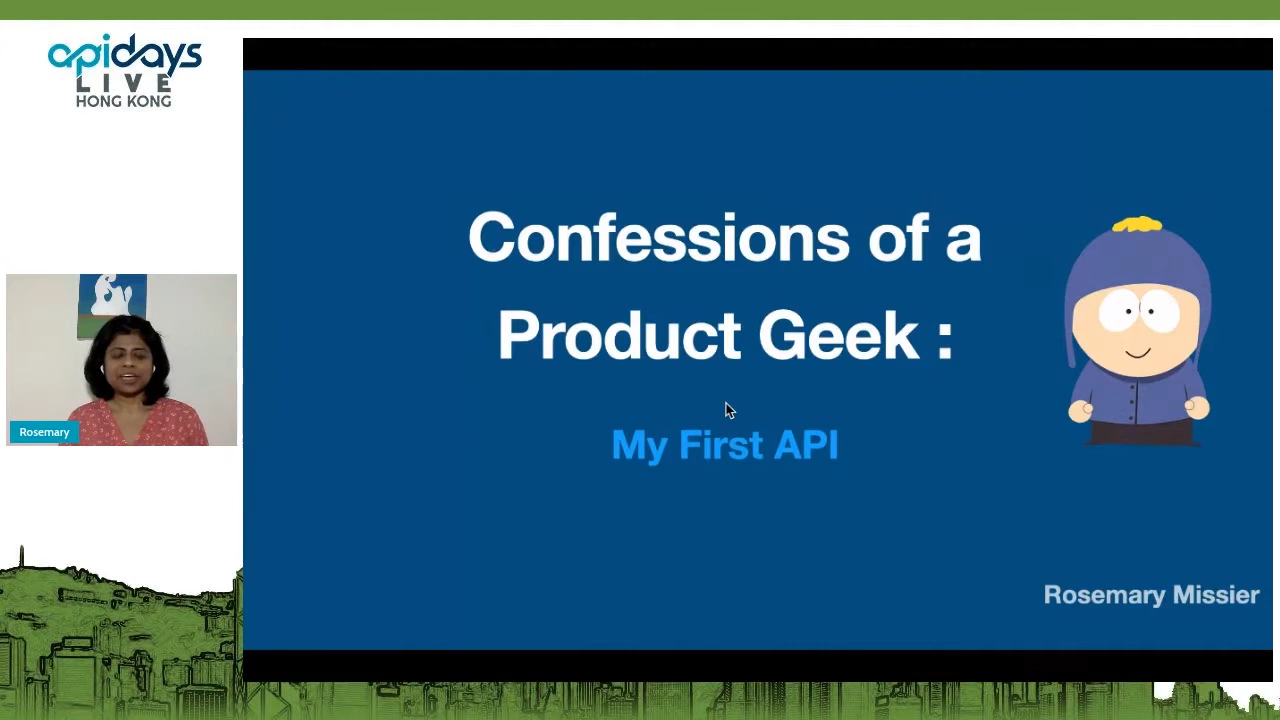 apidays
LIVE
HONG KONG
Rosemary
Confessions of a
Product Geek :
My First API
Rosemary Missier